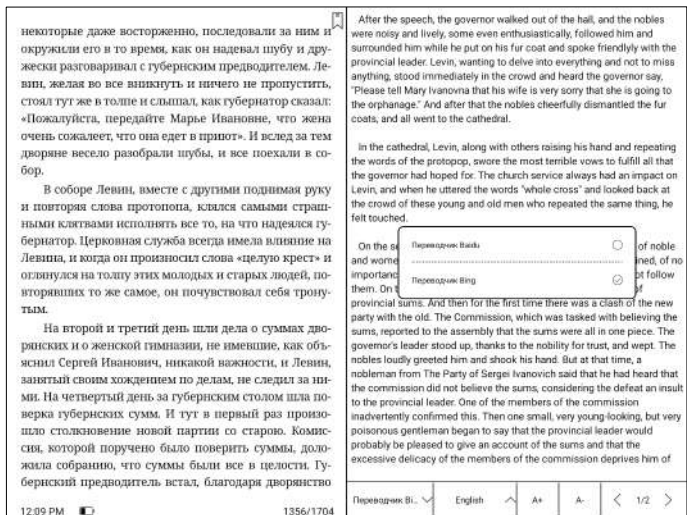 некоторые даже восторженно, последовали за ним и
окружили его в то время, как он надевал шубу и дру-
жески разговаривал с губернским предводителем. Ле-
вин, желая во все вникнуть и ничего не пропустить,
стоял тут же в толпе и слышал, как губернатор сказал:
«Пожалуйста, передайте Марье Ивановне, что жена
очень сожалеет, что она едет в приют». И вслед за тем
дворяне весело разобрали шубы, и все поехали в со-
бор.
В соборе Левин, вместе с другими поднимая руку
и повторяя слова протопопа, клялся самыми страш-
ными клятвами исполнять все то, на что надеялся гу-
бернатор. Церковная служба всегда имела влияние на
Левина, и когда он произносил слова «целую крест» и
оглянулся на толпу этих молодых и старых людей, по-
вторявших то же самое, он почувствовал себя трону-
тым.
На второй и третий день шли дела о суммах дво-
рянских и о женской гимназии, не имевшие, как объ-
яснил Сергей Иванович, никакой важности, и Левин,
занятый своим хождением по делам, не следил за ни-
ми. На четвертый день за губернским столом шла по-
верка губернских сумм. И тут в первый раз произо-
шло столкновение новой партии со старою. Комис-
сия, которой поручено было поверить суммы, доло-
жила собранию, что суммы были все в целости. Гу-
бернский предводитель встал, благодаря дворянство
12:09 PM
1356/1704
After the speech, the governor walked out of the hall, and the nobles
were noisy and lively, some even enthusiastically, followed him and
surrounded him while he put on his fur coat and spoke friendlyly with the
provincial leader. Levin, wanting to delve into everything and not to miss
anything, stood immediately in the crowd and heard the governor say,
"Please tell Mary Ivanovna that his wife is very sorry that she is going to
the orphanage." And after that the nobles cheerfully dismantled the fur
coats, and all went to the cathedral.
In the cathedral, Levin, along with others raising his hand and repeating
the words of the protopop, swore the most terrible vows to fulfill all that
the governor had hoped for. The church service always had an impact on
Levin, and when he uttered the words "whole cross" and looked back at
the crowd of these young and old men who repeated the same thing, he
felt touched.
On the se
of noble
and wome
ined, of no
importanc
ot follow
them. On t
of
Переводчик Baidu
Переводчик Bing
provincial sums. And then for the first time there was a clash of the new
party with the old. The Commission, which was tasked with believing the
sums, reported to the assembly that the sums were all in one piece. The
governor's leader stood up, thanks to the nobility for trust, and wept. The
nobles loudly greeted him and shook his hand. But at that time, a
nobleman from The Party of Sergei Ivanovich said that he had heard that
the commission did not believe the sums, considering the defeat an insult
to the provincial leader. One of the members of the commission
inadvertently confirmed this. Then one small, very young-looking, but very
poisonous gentleman began to say that the provincial leader would
probably be pleased to give an account of the sums and that the
excessive delicacy of the members of the commission deprives him of
Переводчик Bi...
English
A+
A-
1/2